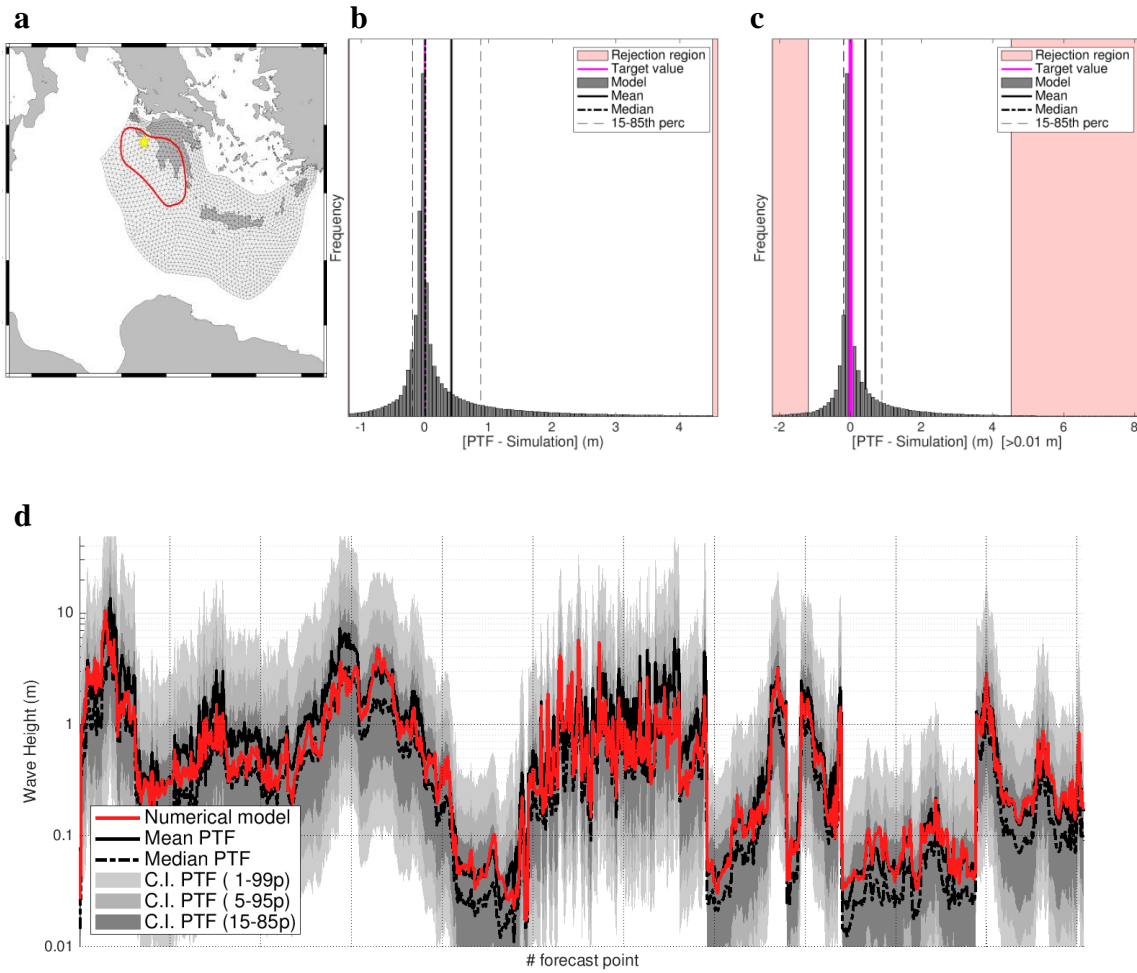 a
b
c
Rejection region
Target value
Model
Mean
Median
15-85th perc
Frequency
-1
0
1
2
3
4
[PTF - Simulation] (m)
Rejection region
Target value
Model
Mean
Median
15-85th perc
Frequency
-2
0
2
4
6
8
[PTF - Simulation] (m) [>0.01 m]
d
Wave Height (m)
10
1
0.1
0.01
Numerical model
Mean PTF
Median PTF
C.I. PTF ( 1-99p)
C.I. PTF ( 5-95p)
C.I. PTF (15-85p)
# forecast point